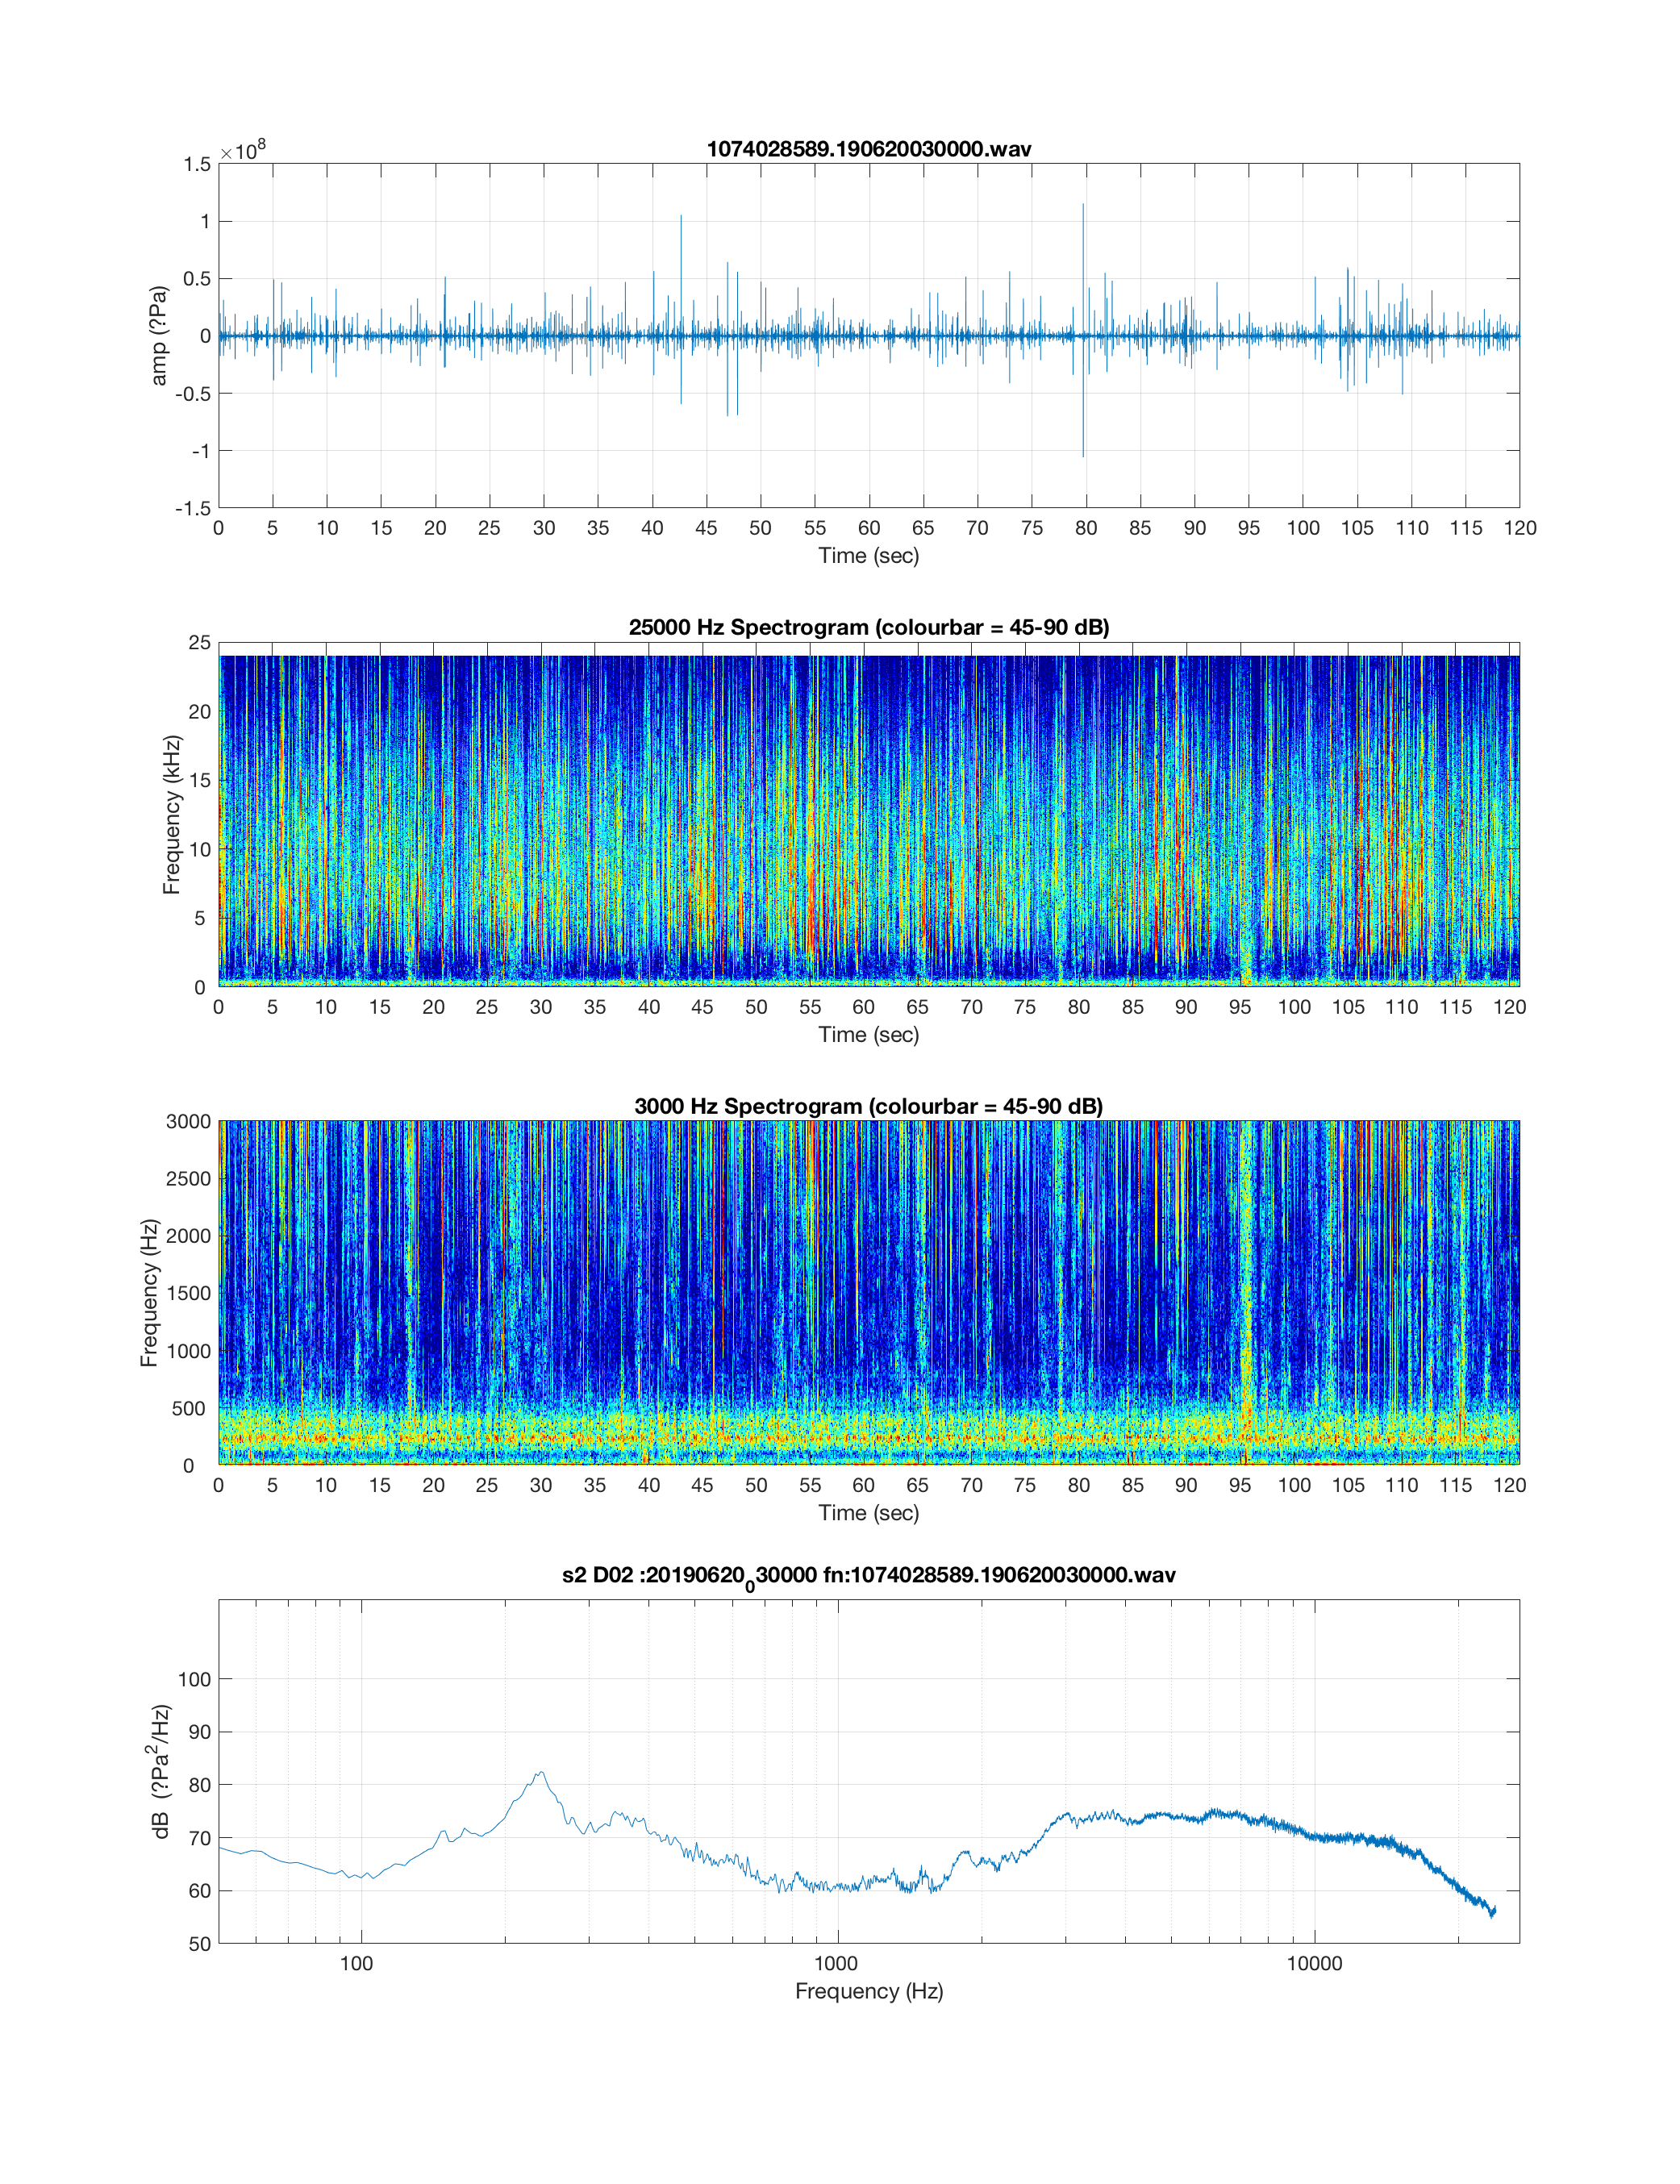 1074028589.190620030000.wav
×10^8
1.5
1
0.5
0
-0.5
-1
-1.5
amp (?Pa)
0 5 10 15 20 25 30 35 40 45 50 55 60 65 70 75 80 85 90 95 100 105 110 115 120
Time (sec)
25000 Hz Spectrogram (colourbar = 45-90 dB)
25
20
15
10
5
0
Frequency (kHz)
0 5 10 15 20 25 30 35 40 45 50 55 60 65 70 75 80 85 90 95 100 105 110 115 120
Time (sec)
3000 Hz Spectrogram (colourbar = 45-90 dB)
3000
2500
2000
1500
1000
500
0
Frequency (Hz)
0 5 10 15 20 25 30 35 40 45 50 55 60 65 70 75 80 85 90 95 100 105 110 115 120
Time (sec)
s2 D02 :20190620_030000 fn:1074028589.190620030000.wav
100
90
80
70
60
50
dB (?Pa^2/Hz)
100 1000 10000
Frequency (Hz)